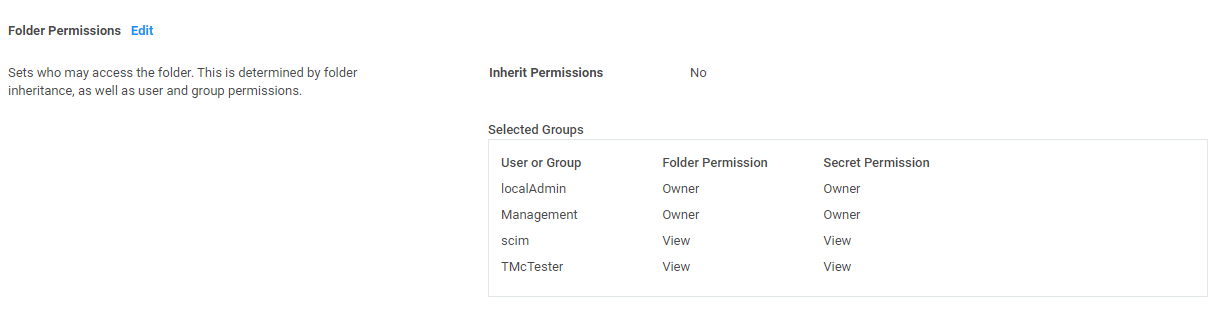 Folder Permissions Edit
Sets who may access the folder. This is determined by folder
inheritance, as well as user and group permissions.
Inherit Permissions No
Selected Groups
User or Group Folder Permission Secret Permission
localAdmin Owner Owner
Management Owner Owner
scim View View
TMcTester View View